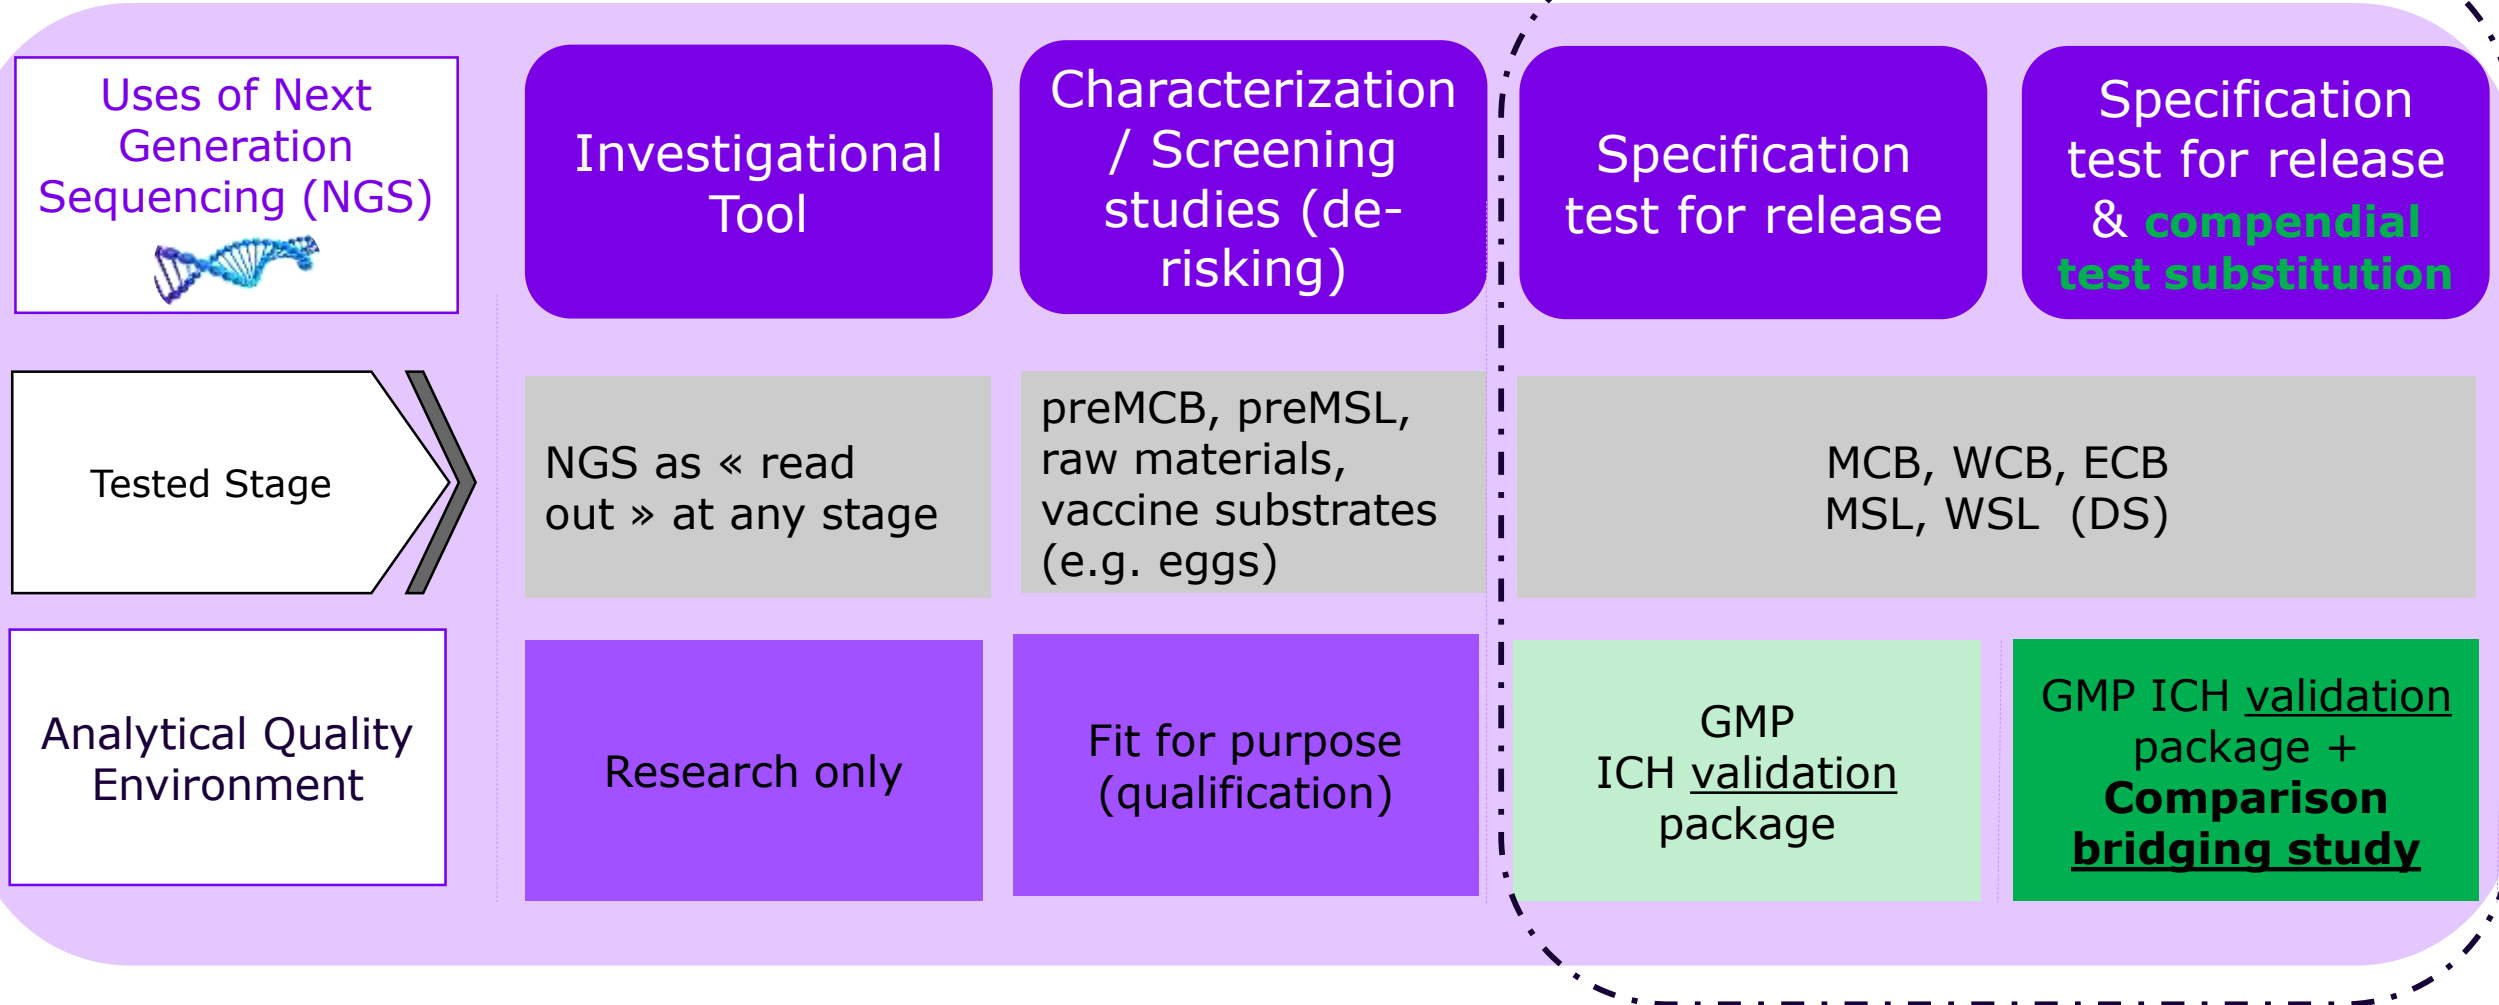 Uses of Next
Generation
Sequencing (NGS)
Investigational
Tool
Characterization
/ Screening
studies (de-
risking)
Specification
test for release
Specification
test for release
& compendial
test substitution
Tested Stage
NGS as « read
out » at any stage
preMCB, preMSL,
raw materials,
vaccine substrates
(e.g. eggs)
MCB, WCB, ECB
MSL, WSL (DS)
Analytical Quality
Environment
Research only
Fit for purpose
(qualification)
GMP
ICH validation
package
GMP ICH validation
package +
Comparison
bridging study